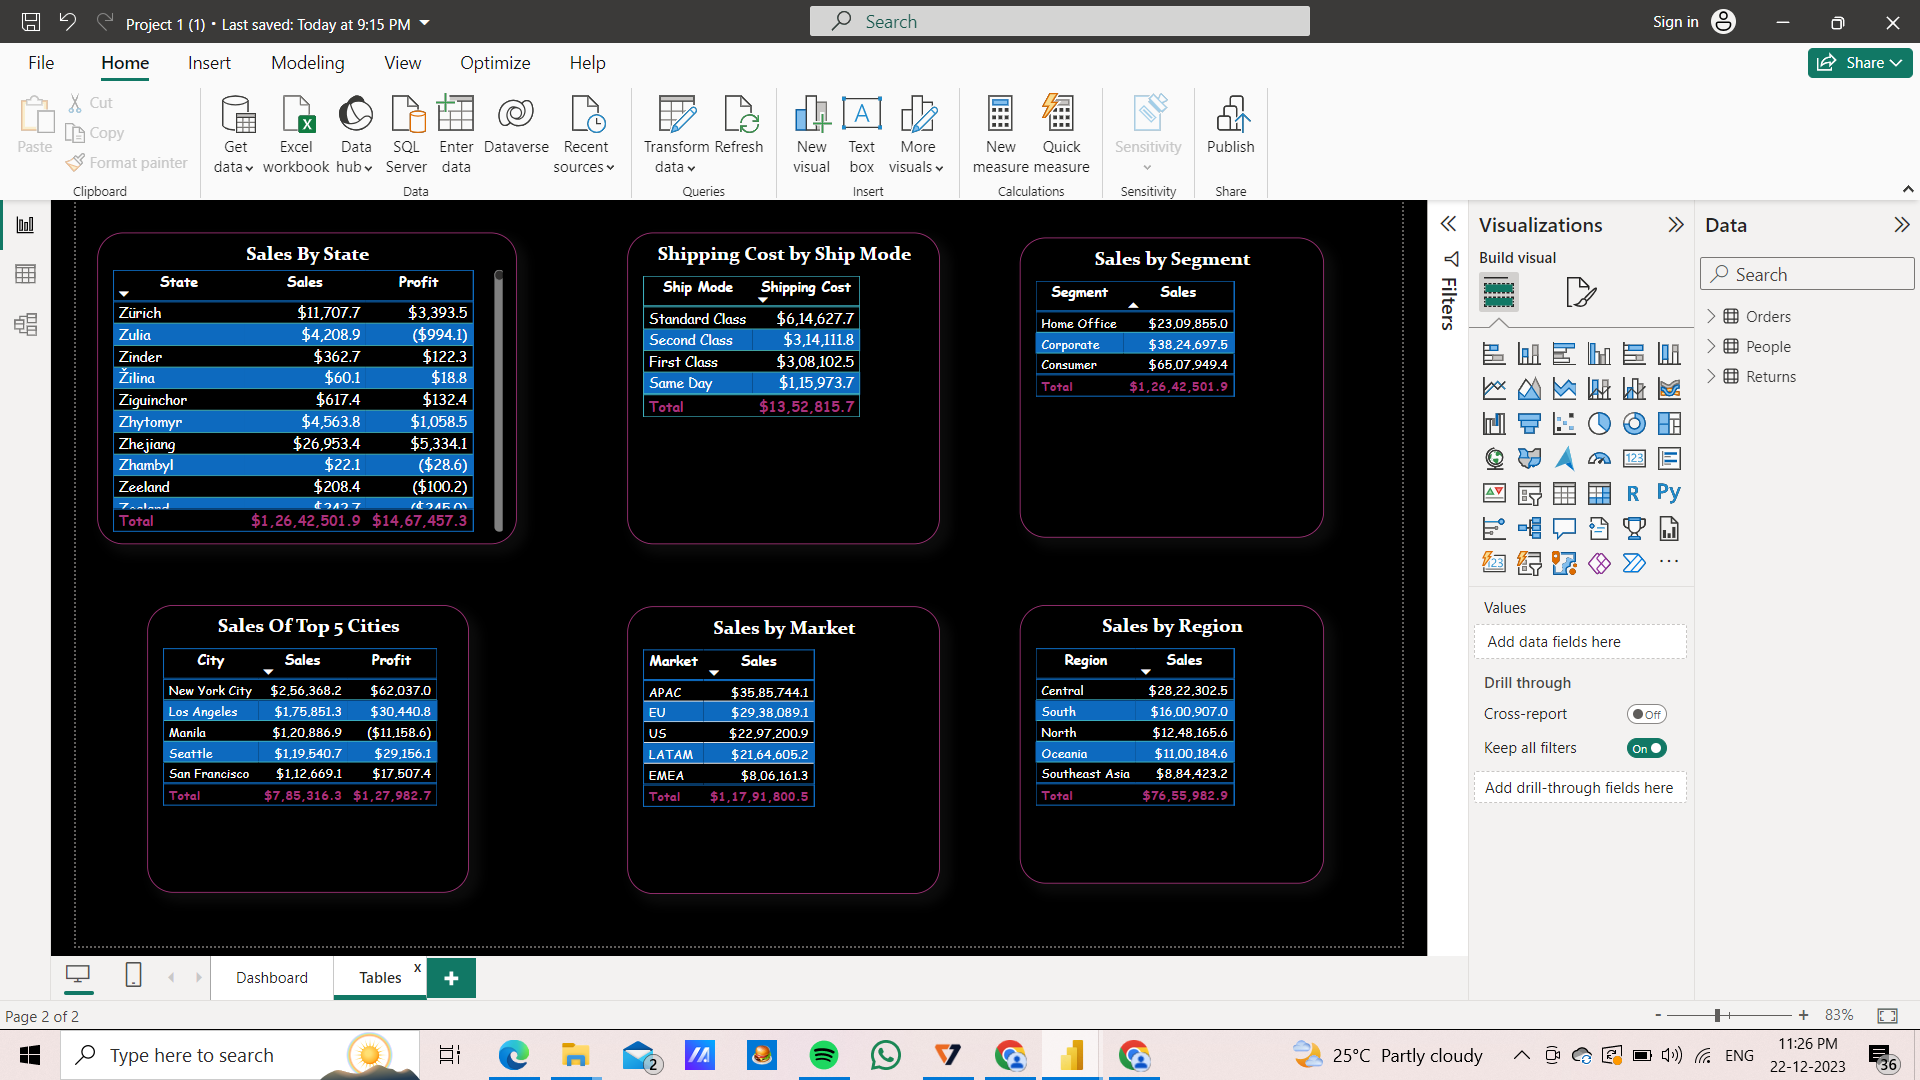 Project 1 (1) • Last saved: Today at 9:15 PM
Search
Sign in
File Home Insert Modeling View Optimize Help
Share
Paste
Cut
Copy
Format painter
Clipboard
Get data
Excel workbook
Data hub
SQL Server
Enter data
Dataverse
Recent sources
Data
Transform data
Refresh
Queries
New visual
Text box
More visuals
Insert
New measure
Quick measure
Calculations
Sensitivity
Sensitivity
Publish
Share
Sales By State
State Sales Profit
Zürich $11,707.7 $3,393.5
Zulia $4,208.9 ($994.1)
Zinder $362.7 $122.3
Žilina $60.1 $18.8
Ziguinchor $617.4 $132.4
Zhytomyr $4,563.8 $1,058.5
Zhejiang $26,953.4 $5,334.1
Zhambyl $22.1 ($28.6)
Zeeland $208.4 ($100.2)
Total $1,26,42,501.9 $14,67,457.3
Shipping Cost by Ship Mode
Ship Mode Shipping Cost
Standard Class $6,14,627.7
Second Class $3,14,111.8
First Class $3,08,102.5
Same Day $1,15,973.7
Total $13,52,815.7
Sales by Segment
Segment Sales
Home Office $23,09,855.0
Corporate $38,24,697.5
Consumer $65,07,949.4
Total $1,26,42,501.9
Sales Of Top 5 Cities
City Sales Profit
New York City $2,56,368.2 $62,037.0
Los Angeles $1,75,851.3 $30,440.8
Manila $1,20,886.9 ($11,158.6)
Seattle $1,19,540.7 $29,156.1
San Francisco $1,12,669.1 $17,507.4
Total $7,85,316.3 $1,27,982.7
Sales by Market
Market Sales
APAC $35,85,744.1
EU $29,38,089.1
US $22,97,200.9
LATAM $21,64,605.2
EMEA $8,06,161.3
Total $1,17,91,800.5
Sales by Region
Region Sales
Central $28,22,302.5
South $16,00,907.0
North $12,48,165.6
Oceania $11,00,184.6
Southeast Asia $8,84,423.2
Total $76,55,982.9
Filters
Visualizations
Build visual
123
R
Py
123
Values
Add data fields here
Drill through
Cross-report
Off
Keep all filters
On
Add drill-through fields here
Data
Search
Orders
People
Returns
Dashboard
Tables
x
+
Page 2 of 2
- + 83%
Type here to search
2
25°C Partly cloudy
ENG
11:26 PM
22-12-2023
36